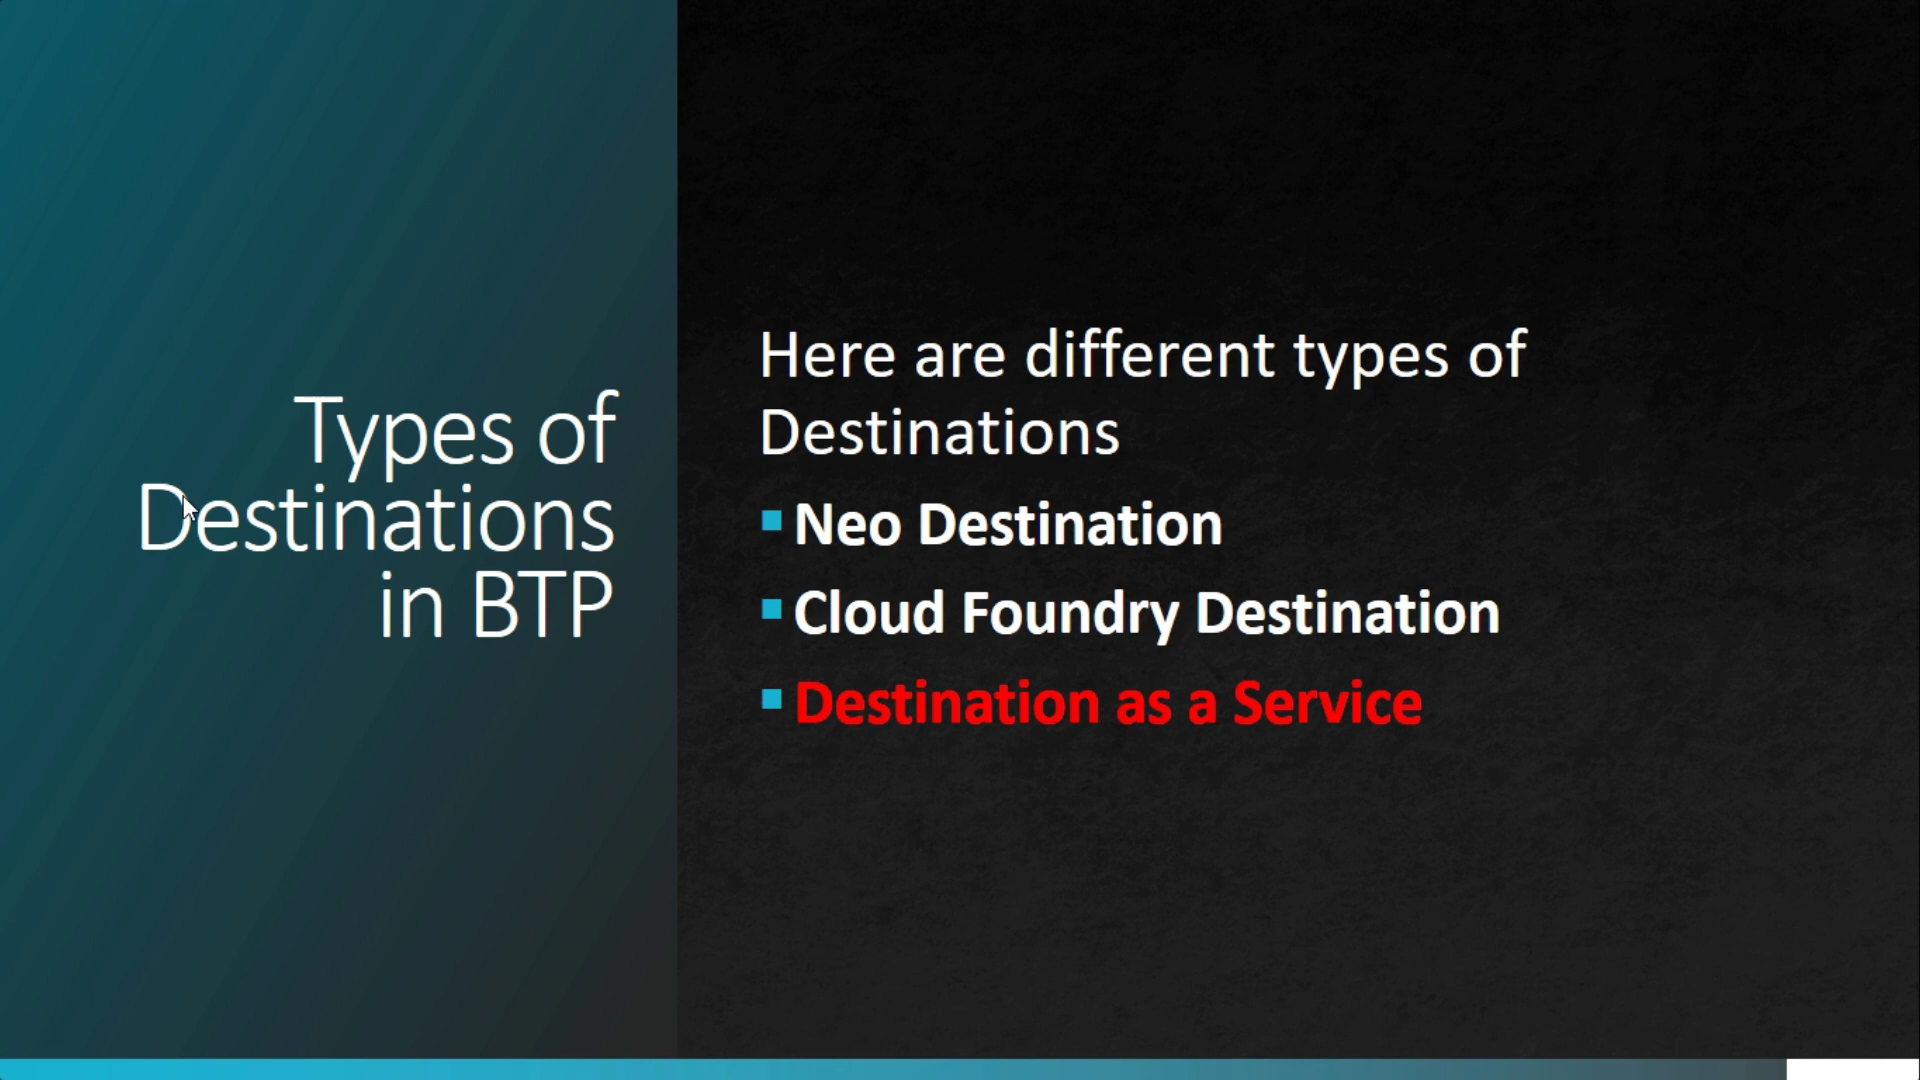 Types of
Destinations
in BTP
Here are different types of
Destinations
Neo Destination
Cloud Foundry Destination
Destination as a Service